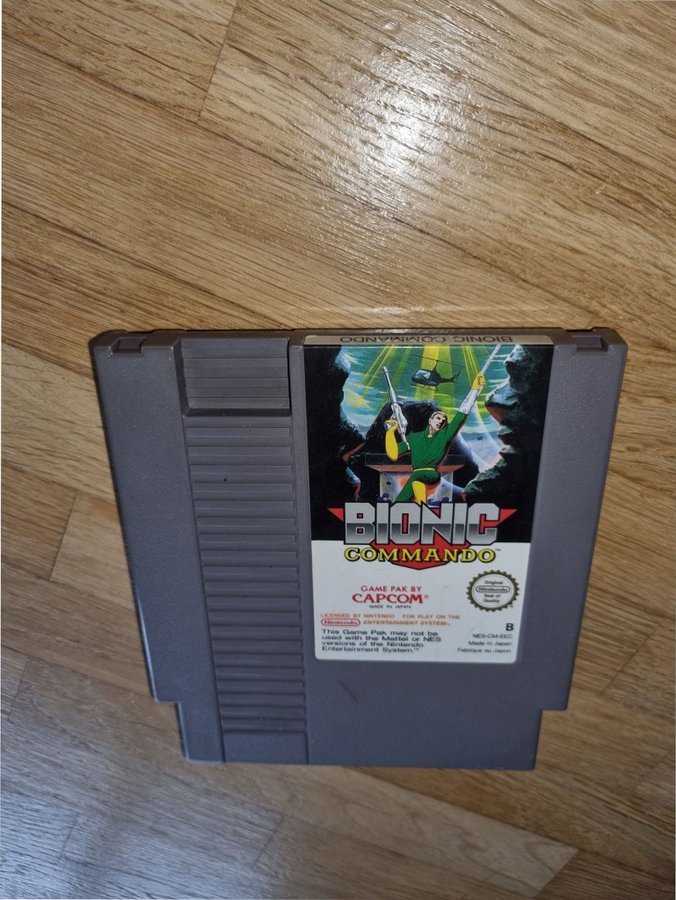 BIONIC COMMANDO
BIONIC
COMMANDO™
GAME PAK BY
CAPCOM®
MADE IN JAPAN
LICENSED BY NINTENDO FOR PLAY ON THE
Nintendo ENTERTAINMENT SYSTEM®
This Game Pak may not be
used with the Mattel or NES
versions of the Nintendo
Entertainment System.™
Original
Nintendo
Seal of
Quality
B
NES-CM-EEC
Made in Japan
Fabriqué au Japon